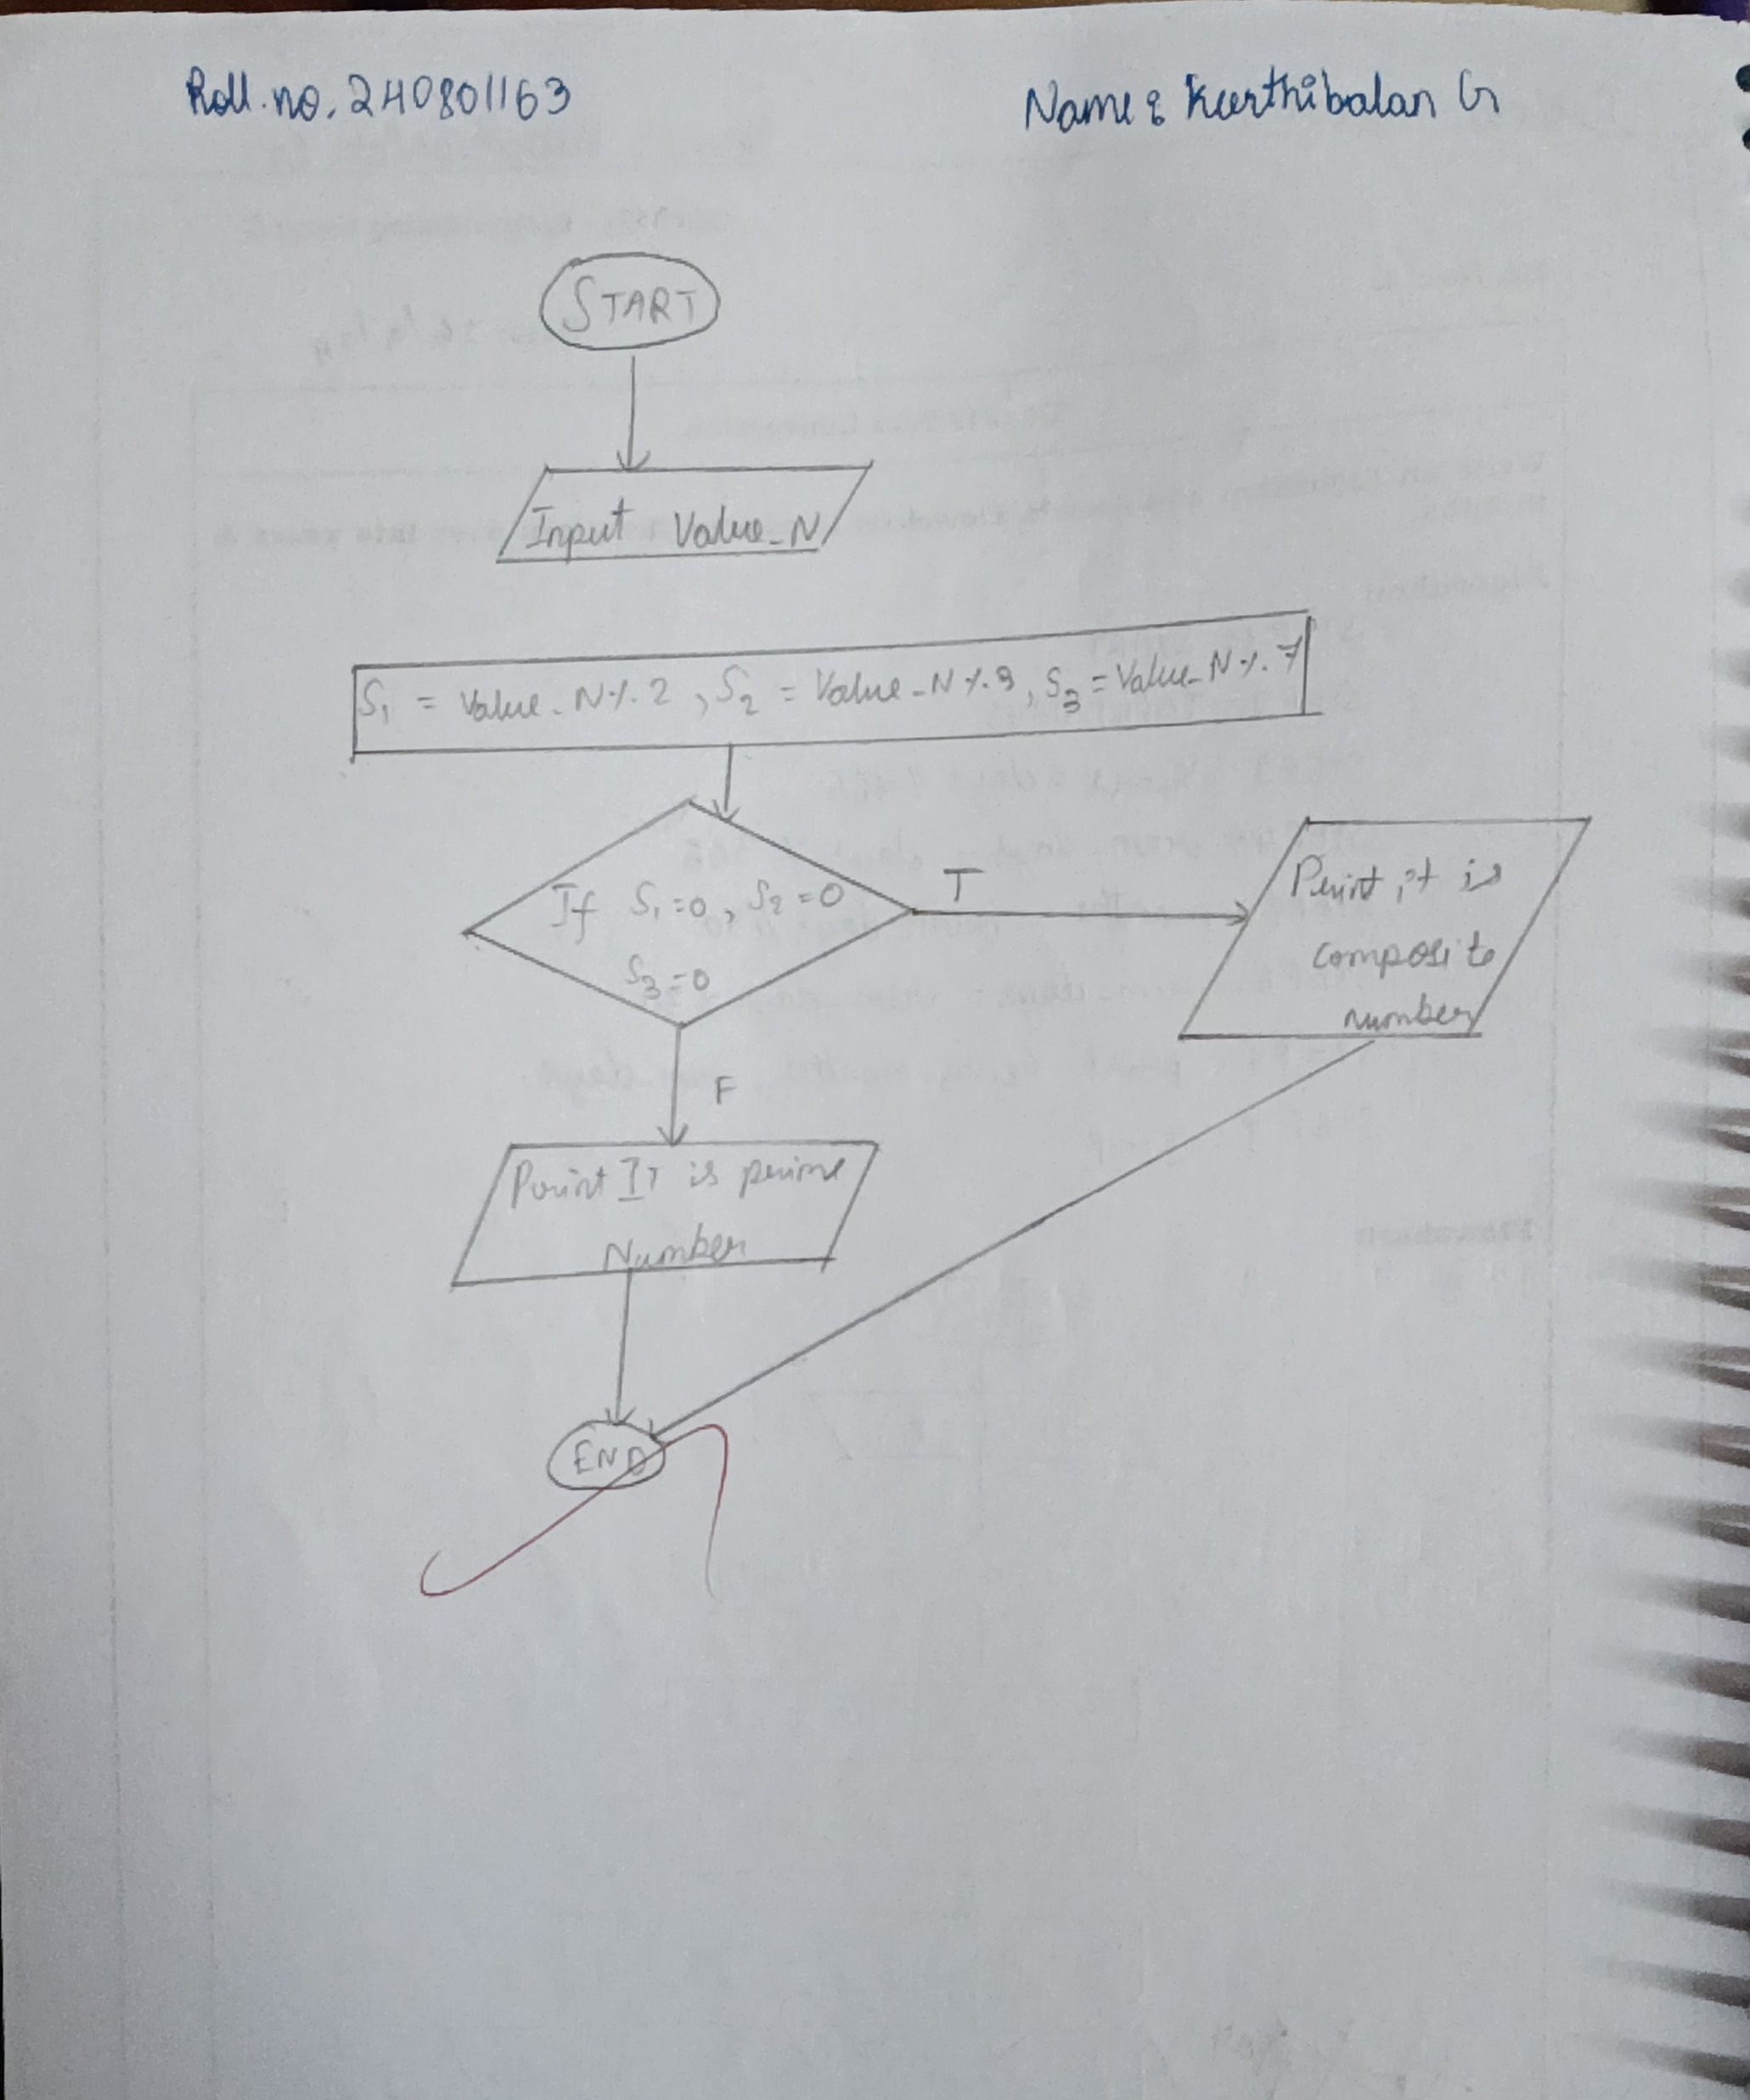 Roll.no. 240801163
Name: Keerthibalan G
START
Input Value_N
S1 = Value_N%2, S2 = Value_N%3, S3 = Value_N%7
If S1=0, S2=0
S3=0
T
Print it is
composite
number
F
Print It is prime
Number
END